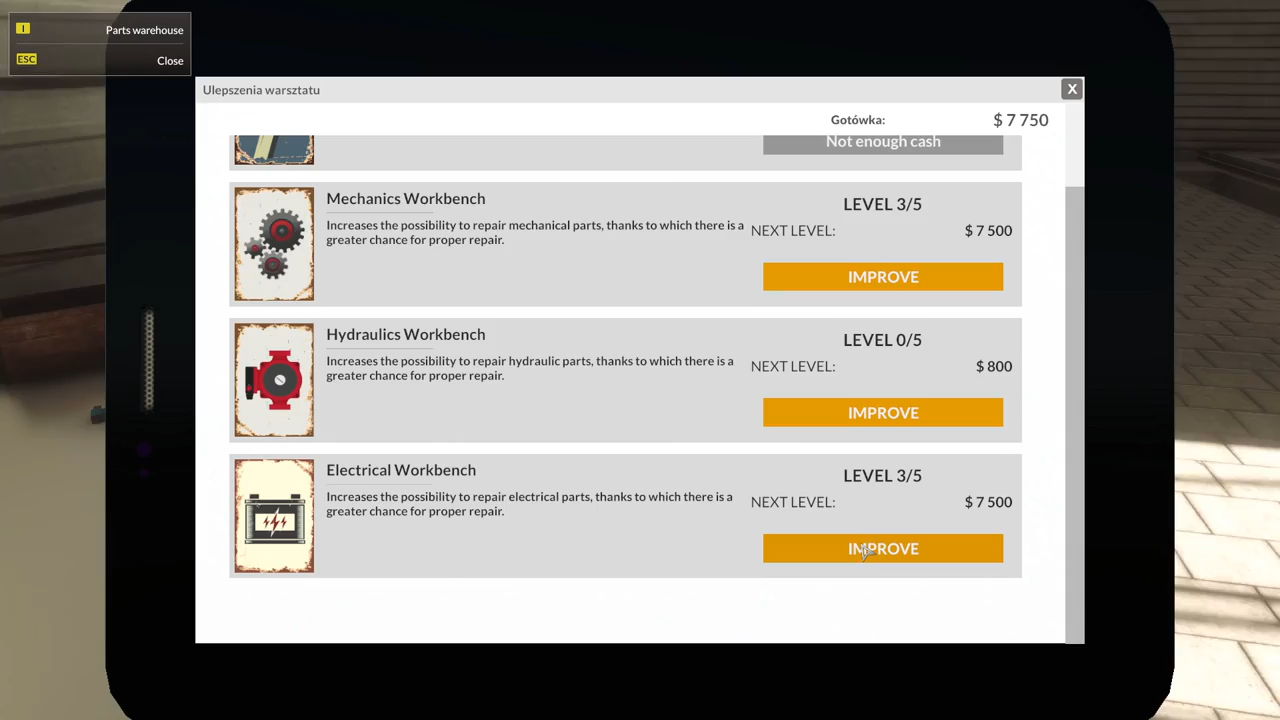 I Parts warehouse
ESC Close
Ulepszenia warsztatu
X
Gotówka: $ 7 750
Not enough cash
Mechanics Workbench
Increases the possibility to repair mechanical parts, thanks to which there is a
greater chance for proper repair.
LEVEL 3/5
NEXT LEVEL: $ 7 500
IMPROVE
Hydraulics Workbench
Increases the possibility to repair hydraulic parts, thanks to which there is a
greater chance for proper repair.
LEVEL 0/5
NEXT LEVEL: $ 800
IMPROVE
Electrical Workbench
Increases the possibility to repair electrical parts, thanks to which there is a
greater chance for proper repair.
LEVEL 3/5
NEXT LEVEL: $ 7 500
IMPROVE